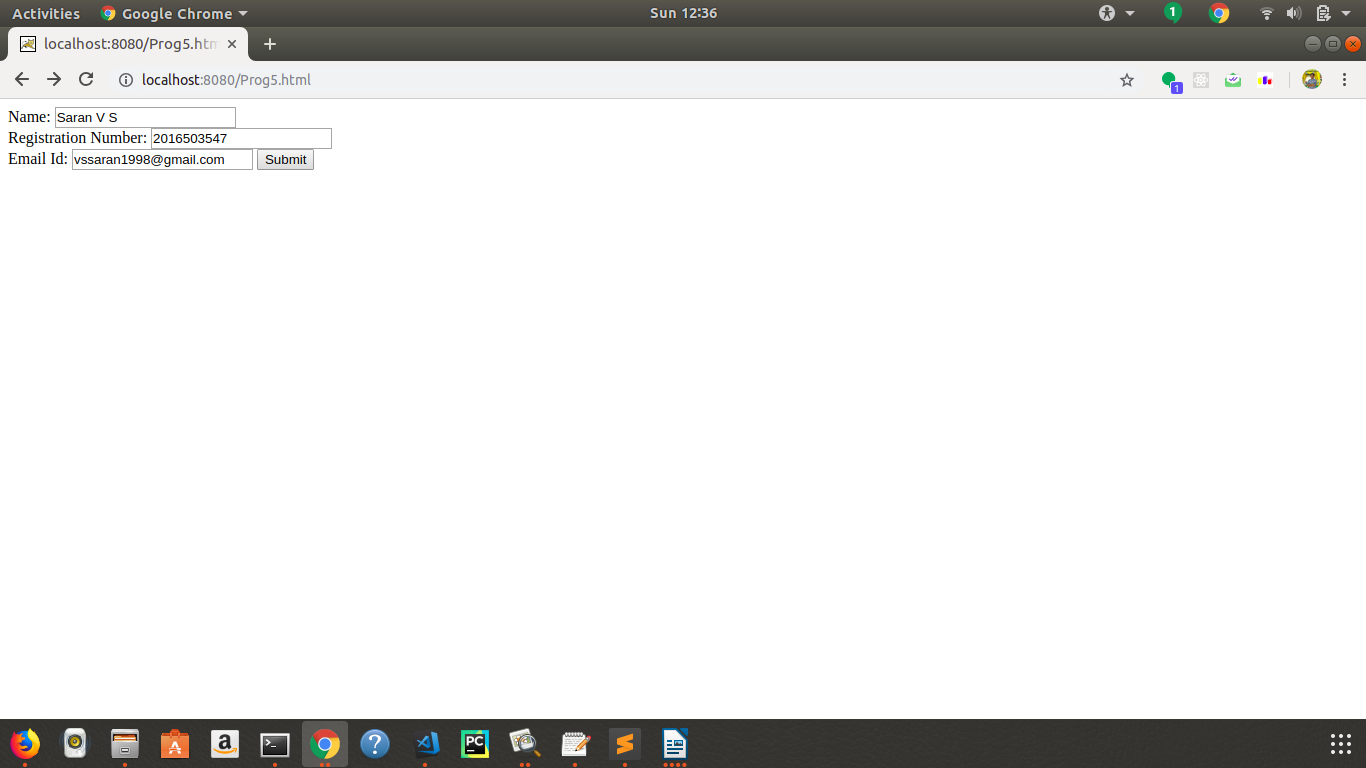 Activities Google Chrome Sun 12:36 1
localhost:8080/Prog5.htm
localhost:8080/Prog5.html 1
Name: Saran V S
Registration Number: 2016503547
Email Id: vssaran1998@gmail.com Submit
PC